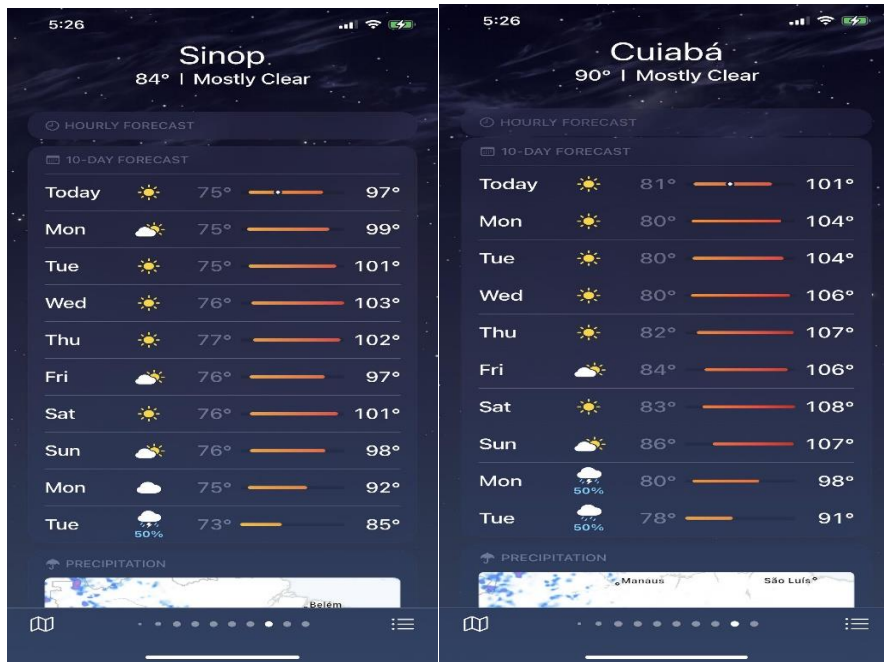 5:26
Sinop
84° | Mostly Clear
HOURLY FORECAST
10-DAY FORECAST
Today 75° 97°
Mon 75° 99°
Tue 75° 101°
Wed 76° 103°
Thu 77° 102°
Fri 76° 97°
Sat 76° 101°
Sun 76° 98°
Mon 75° 92°
Tue 50% 73° 85°
PRECIPITATION
Belém
5:26
Cuiabá
90° | Mostly Clear
HOURLY FORECAST
10-DAY FORECAST
Today 81° 101°
Mon 80° 104°
Tue 80° 104°
Wed 80° 106°
Thu 82° 107°
Fri 84° 106°
Sat 83° 108°
Sun 86° 107°
Mon 50% 80° 98°
Tue 50% 78° 91°
PRECIPITATION
Manaus São Luís